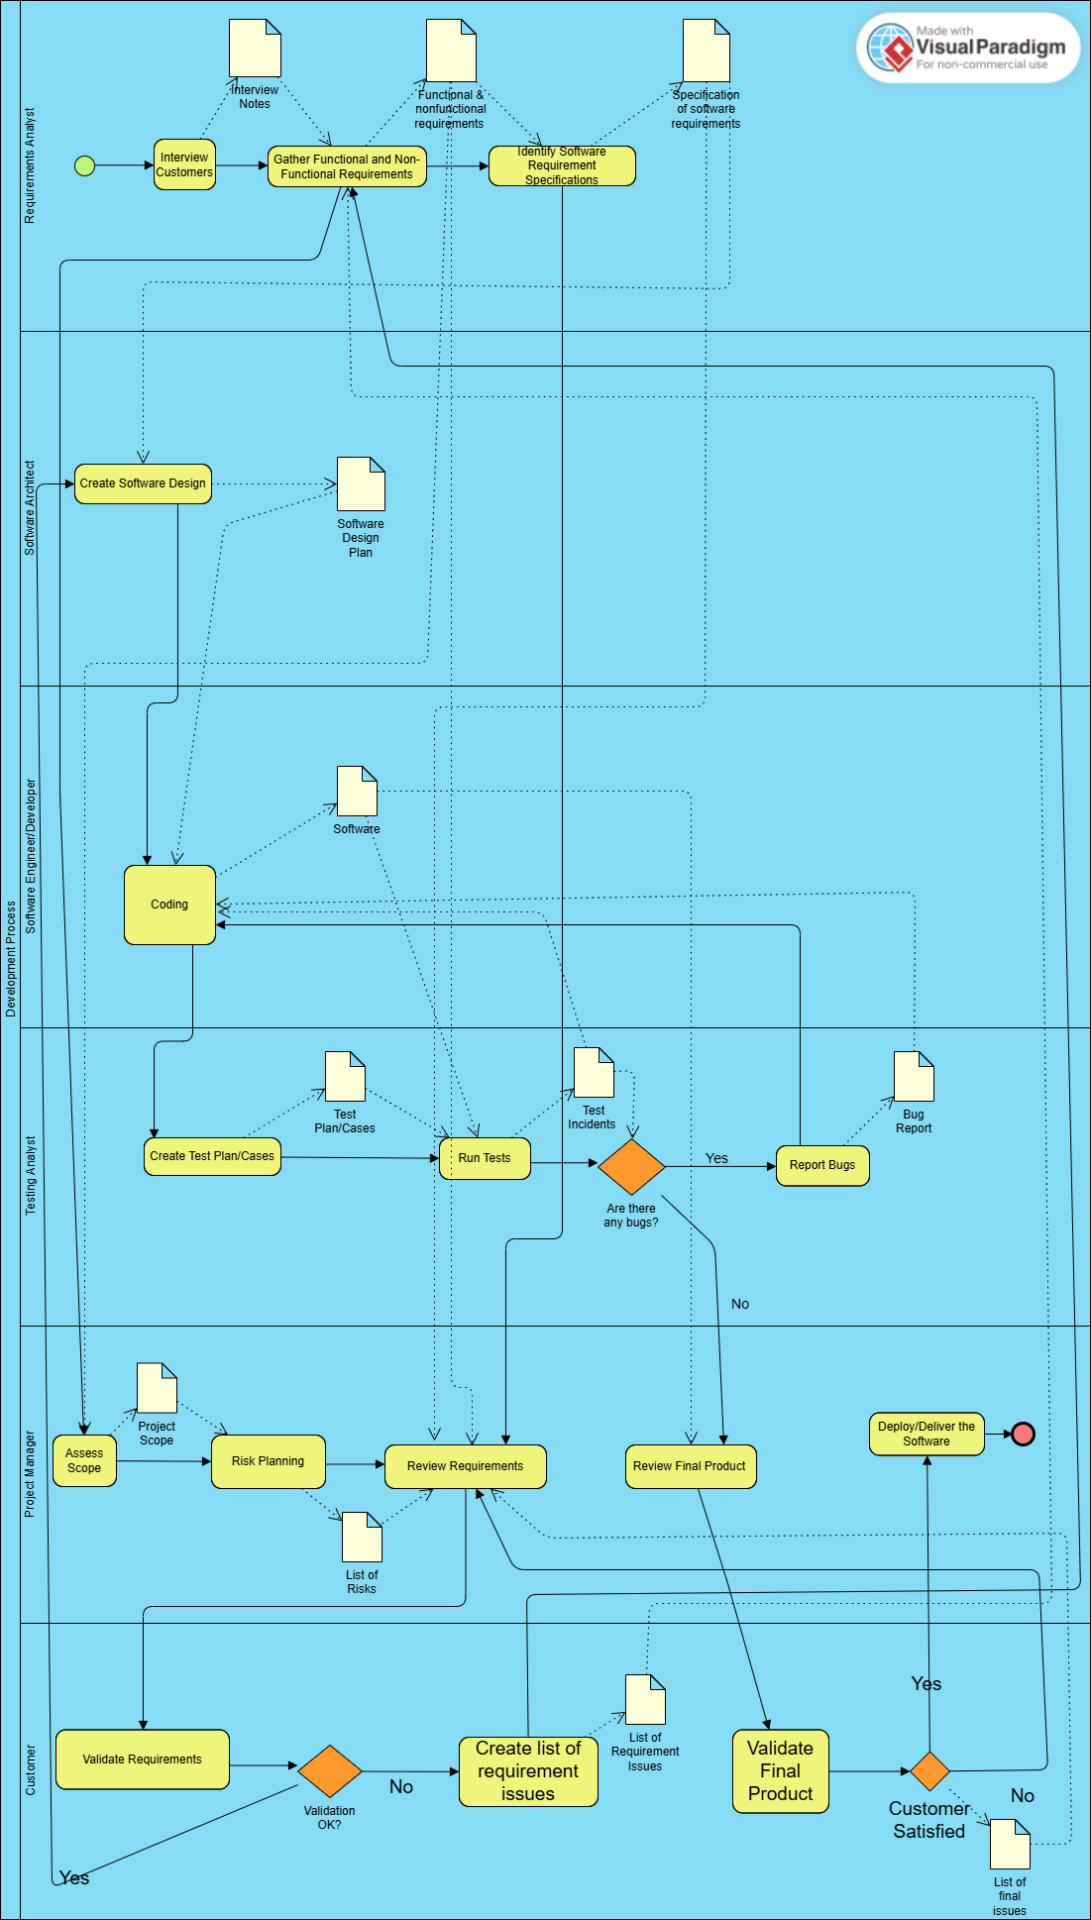 Made with
Visual Paradigm
For non-commercial use
Development Process
Requirements Analyst
Interview
Notes
Functional &
nonfunctional
requirements
Specification
of software
requirements
Interview
Customers
Gather Functional and Non-
Functional Requirements
Identify Software
Requirement
Specifications
Software Architect
Create Software Design
Software
Design
Plan
Software Engineer/Developer
Software
Coding
Testing Analyst
Test
Plan/Cases
Test
Incidents
Bug
Report
Create Test Plan/Cases
Run Tests
Yes
Report Bugs
Are there
any bugs?
No
Project Manager
Project
Scope
Deploy/Deliver the
Software
Assess
Scope
Risk Planning
Review Requirements
Review Final Product
List of
Risks
Customer
Yes
List of
Requirement
Issues
Validate Requirements
Validation
OK?
No
Create list of
requirement
issues
Validate
Final
Product
Customer
Satisfied
No
Yes
List of
final
issues